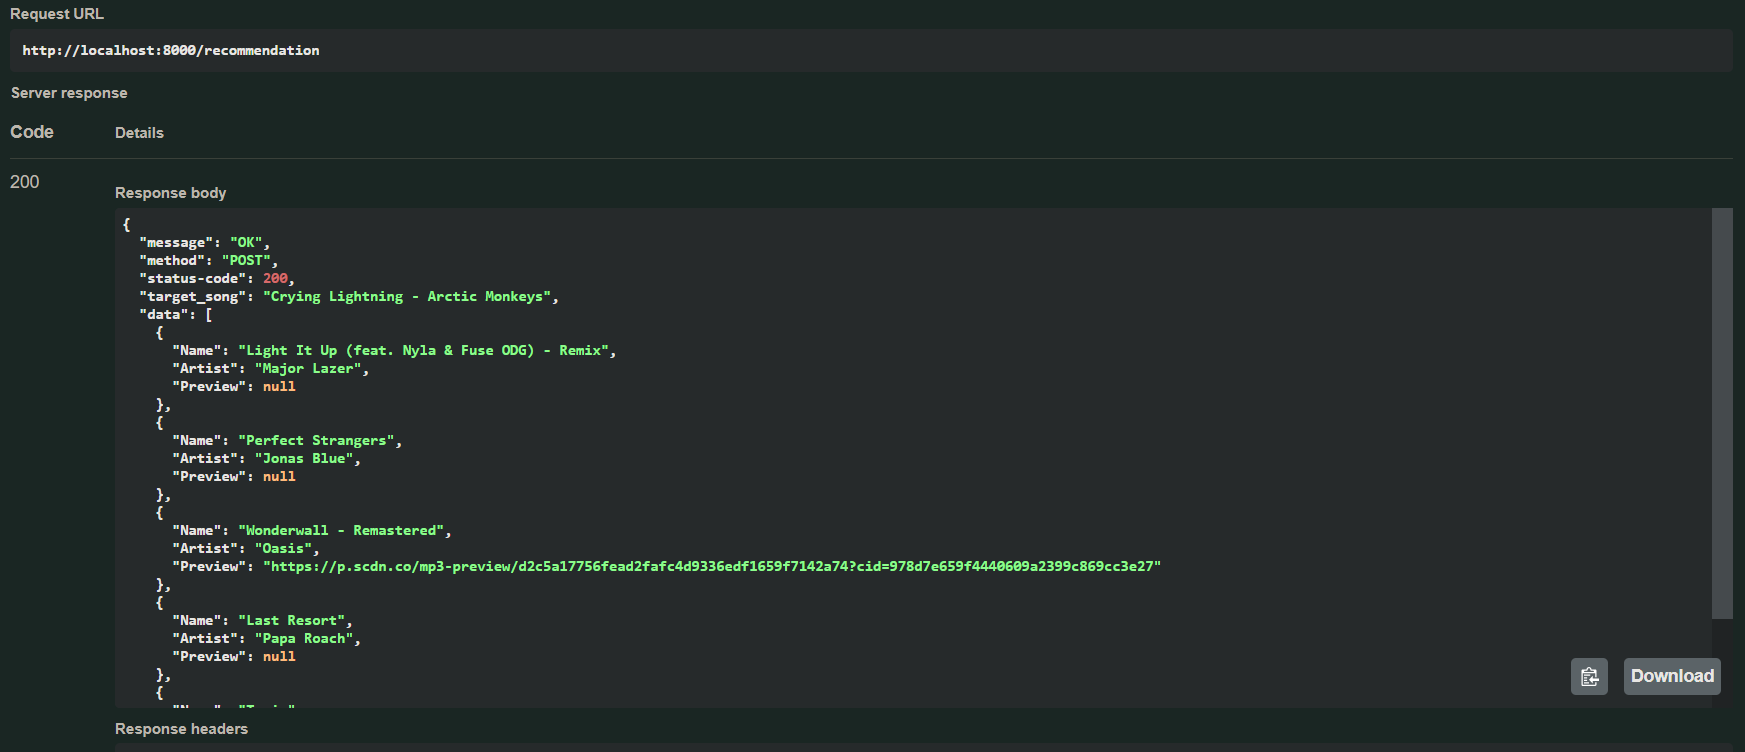 Request URL
http://localhost:8000/recommendation
Server response
Code Details
200
Response body
{
  "message": "OK",
  "method": "POST",
  "status-code": 200,
  "target_song": "Crying Lightning - Arctic Monkeys",
  "data": [
    {
      "Name": "Light It Up (feat. Nyla & Fuse ODG) - Remix",
      "Artist": "Major Lazer",
      "Preview": null
    },
    {
      "Name": "Perfect Strangers",
      "Artist": "Jonas Blue",
      "Preview": null
    },
    {
      "Name": "Wonderwall - Remastered",
      "Artist": "Oasis",
      "Preview": "https://p.scdn.co/mp3-preview/d2c5a17756fead2fafc4d9336edf1659f7142a74?cid=978d7e659f4440609a2399c869cc3e27"
    },
    {
      "Name": "Last Resort",
      "Artist": "Papa Roach",
      "Preview": null
    },
    {
Download
Response headers